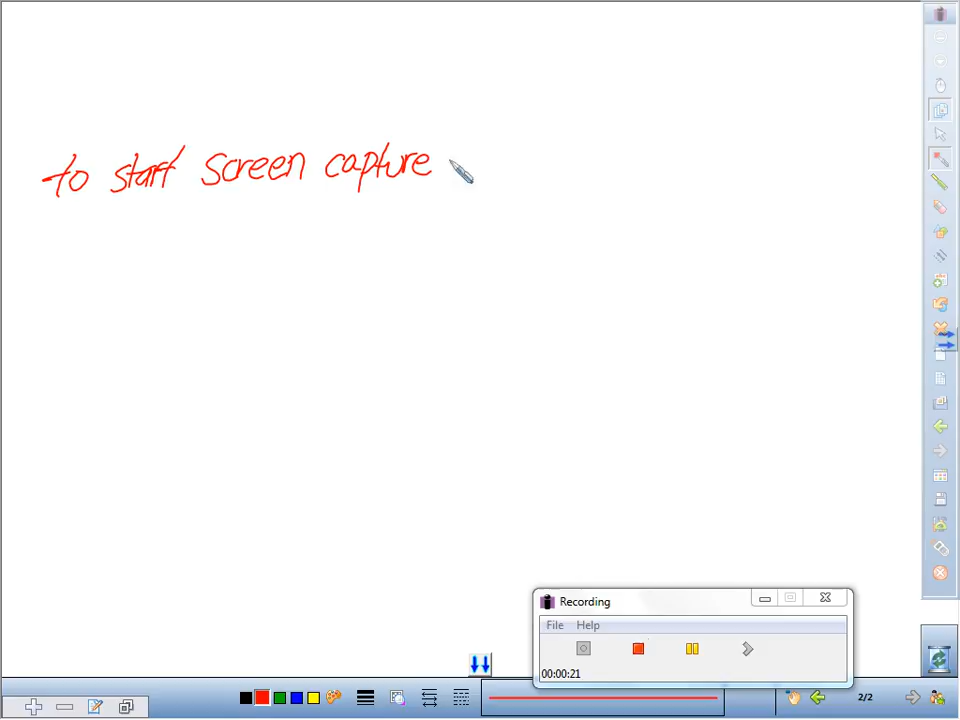 to start screen capture
Recording
File Help
00:00:21
2/2